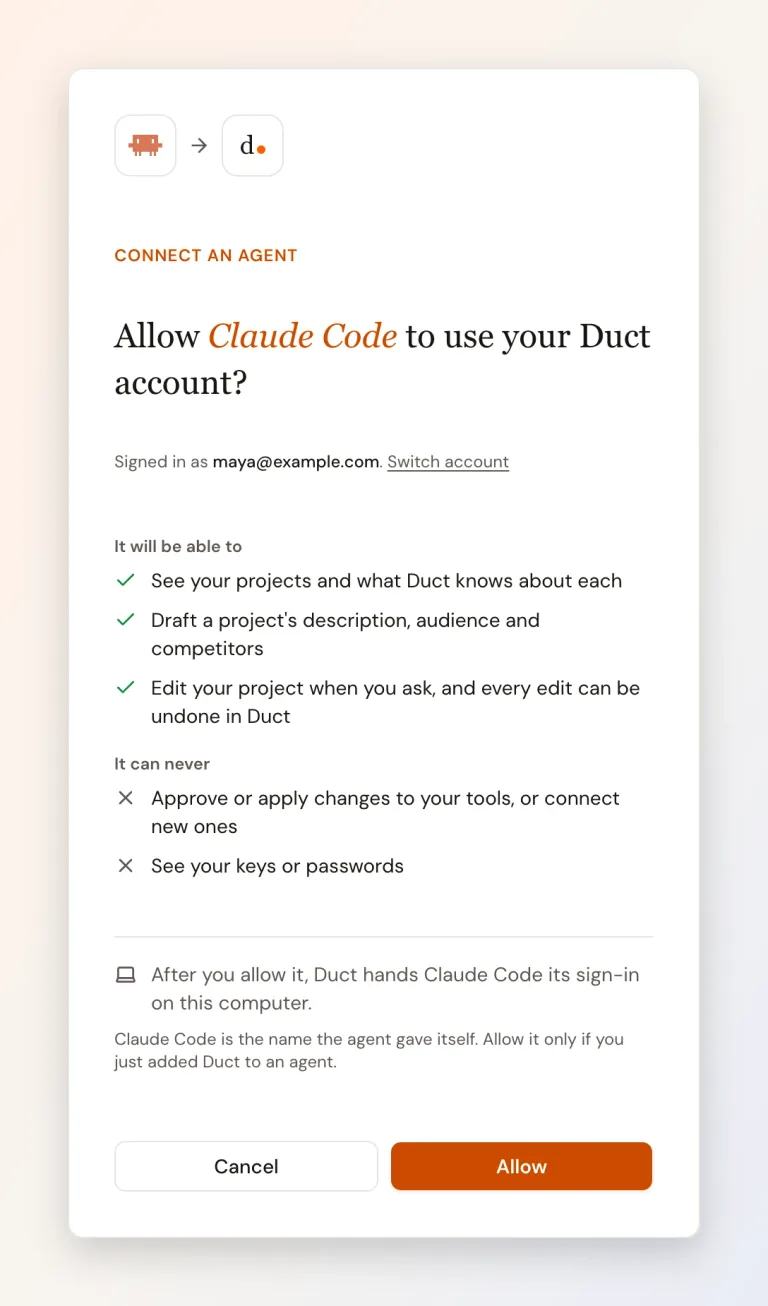 d.
CONNECT AN AGENT
Allow Claude Code to use your Duct
account?
Signed in as maya@example.com. Switch account
It will be able to
See your projects and what Duct knows about each
Draft a project's description, audience and
competitors
Edit your project when you ask, and every edit can be
undone in Duct
It can never
Approve or apply changes to your tools, or connect
new ones
See your keys or passwords
After you allow it, Duct hands Claude Code its sign-in
on this computer.
Claude Code is the name the agent gave itself. Allow it only if you
just added Duct to an agent.
Cancel
Allow